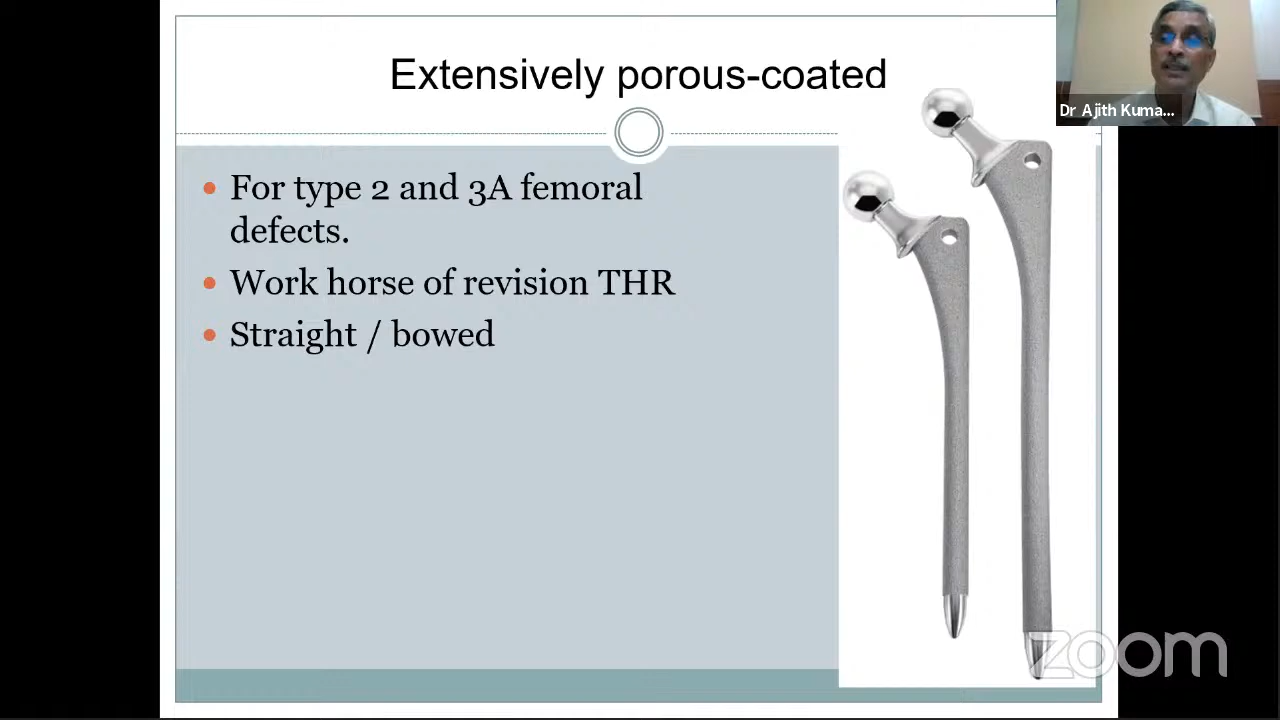 Extensively porous-coated
Dr Ajith Kuma...
For type 2 and 3A femoral
defects.
Work horse of revision THR
Straight / bowed
zoom